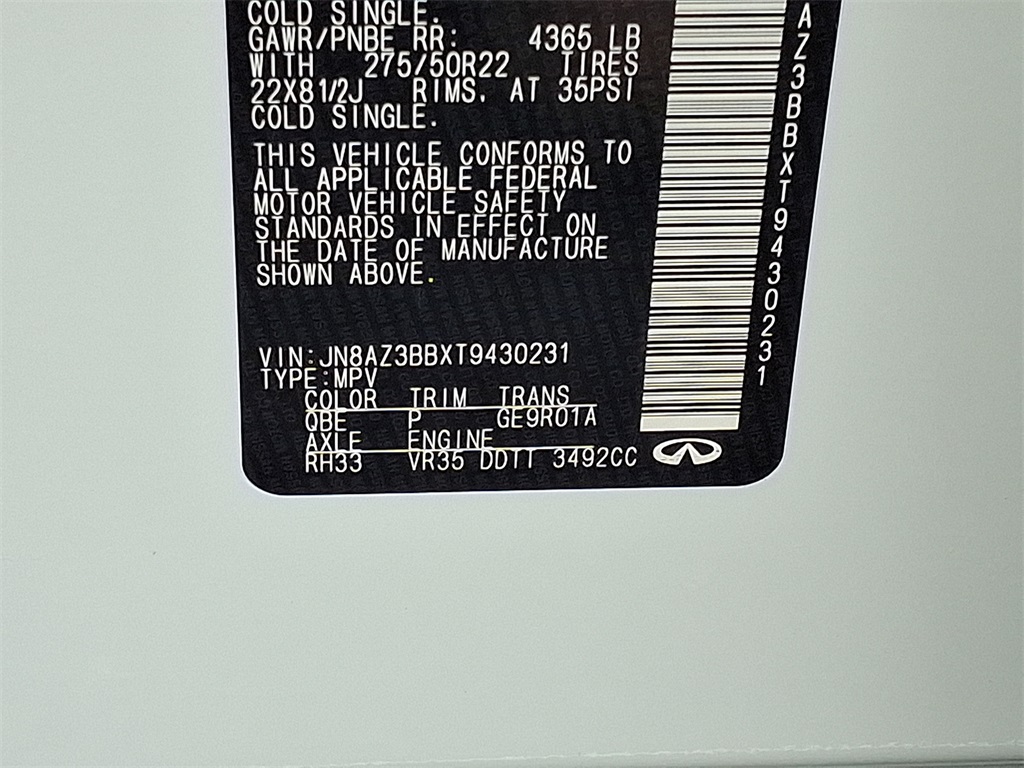 COLD SINGLE.
GAWR/PNBE RR: 4365 LB
WITH 275/50R22 TIRES
22X81/2J RIMS, AT 35PSI
COLD SINGLE.
THIS VEHICLE CONFORMS TO
ALL APPLICABLE FEDERAL
MOTOR VEHICLE SAFETY
STANDARDS IN EFFECT ON
THE DATE OF MANUFACTURE
SHOWN ABOVE.
VIN:JN8AZ3BBXT9430231
TYPE:MPV
COLOR TRIM TRANS
QBE P GE9R01A
AXLE ENGINE
RH33 VR35 DDTT 3492CC
AZ3BBXT9430231